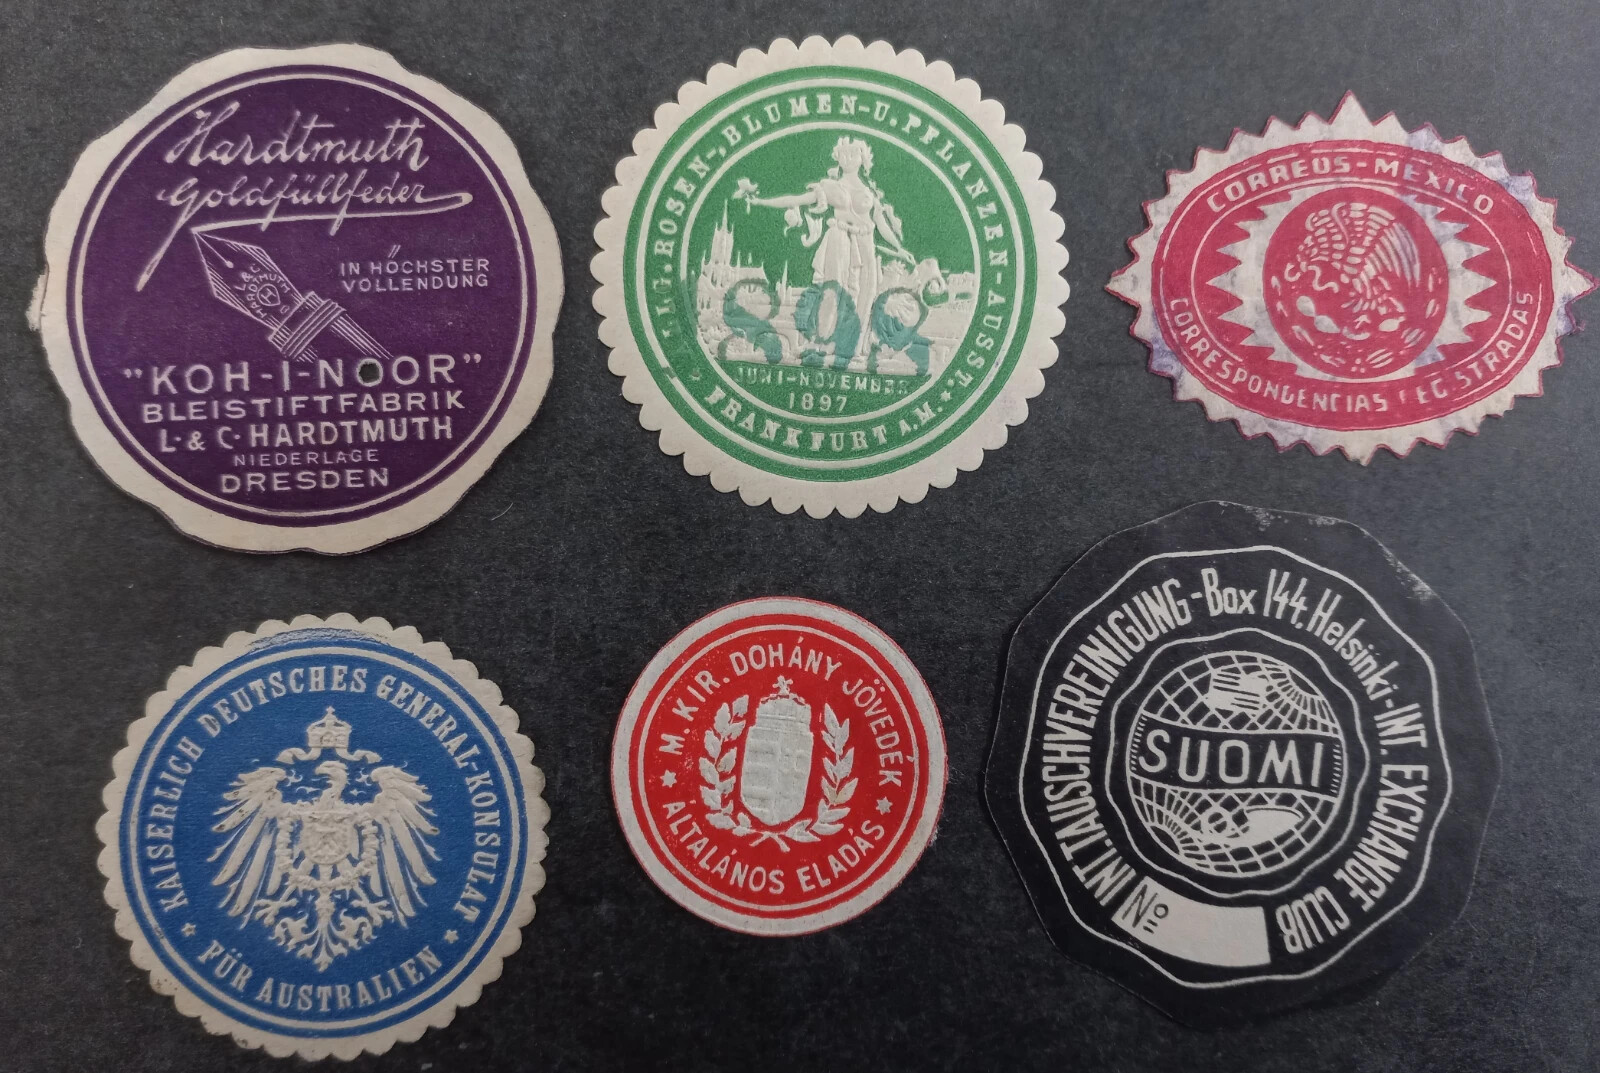 Hardtmuth
Goldfüllfeder
IN HÖCHSTER
VOLLENDUNG
L.& C.
HARDTMUTH
"KOH-I-NOOR"
BLEISTIFTFABRIK
L. & C. HARDTMUTH
NIEDERLAGE
DRESDEN
ROSEN-, BLUMEN- U. PFLANZEN-AUSST.
898
JUNI-NOVEMBER
1897
FRANKFURT A.M.
CORREOS-MEXICO
CORRESPONDENCIAS REGISTRADAS
KAISERLICH DEUTSCHES GENERAL-KONSULAT
FÜR AUSTRALIEN
M. KIR. DOHÁNY JÖVEDÉK
ÁLTALÁNOS ELADÁS
INT.TAUSCHVEREINIGUNG-Box 144. Helsinki-INT. EXCHANGE CLUB
SUOMI
No